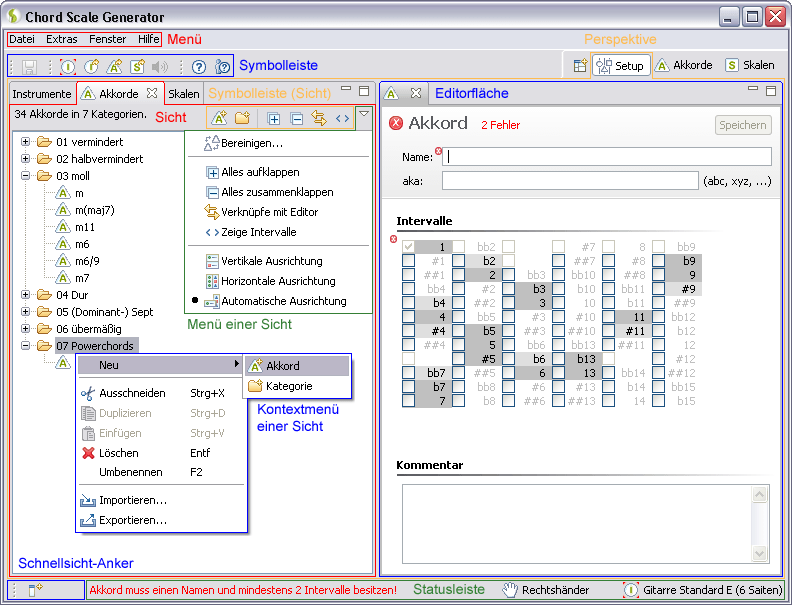 Chord Scale Generator
Datei Extras Fenster Hilfe Menü
Perspektive
Symbolleiste
Setup Akkorde Skalen
Instrumente Akkorde Skalen Symbolleiste (Sicht)
34 Akkorde in 7 Kategorien. Sicht
01 vermindert
02 halbvermindert
03 moll
m
m(maj7)
m11
m6
m6/9
m7
04 Dur
05 (Dominant-) Sept
06 übermäßig
07 Powerchords
Bereinigen...
Alles aufklappen
Alles zusammenklappen
Verknüpfe mit Editor
Zeige Intervalle
Vertikale Ausrichtung
Horizontale Ausrichtung
Automatische Ausrichtung
Menü einer Sicht
Neu
Ausschneiden Strg+X
Duplizieren Strg+D
Einfügen Strg+V
Löschen Entf
Umbenennen F2
Importieren...
Exportieren...
Akkord
Kategorie
Kontextmenü
einer Sicht
Schnellsicht-Anker
Editorfläche
Akkord 2 Fehler Speichern
Name:
aka: (abc, xyz, ...)
Intervalle
1 bb2 #7 8 bb9
#1 b2 ##7 #8 b9
##1 2 bb3 bb10 ##8 9
bb4 #2 b3 b10 bb11 #9
b4 ##2 3 10 b11 ##9
4 bb5 #3 #10 11 bb12
#4 b5 ##3 ##10 #11 b12
##4 5 bb6 bb13 ##11 12
#5 b6 b13 #12
bb7 ##5 6 13 bb14 ##12
b7 bb8 #6 #13 b14 bb15
7 b8 ##6 ##13 14 b15
Kommentar
Akkord muss einen Namen und mindestens 2 Intervalle besitzen! Statusleiste Rechtshänder Gitarre Standard E (6 Saiten)